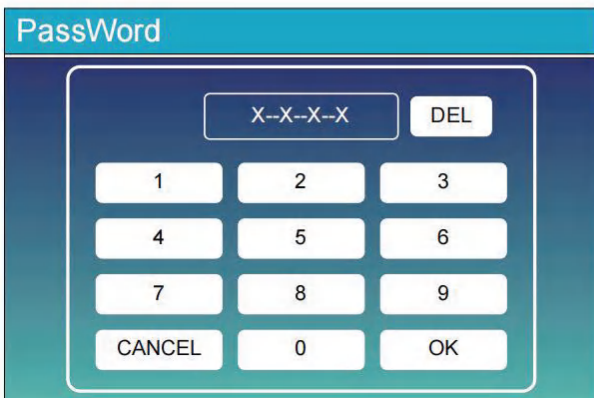 PassWord
X--X--X--X DEL
1 2 3
4 5 6
7 8 9
CANCEL 0 OK